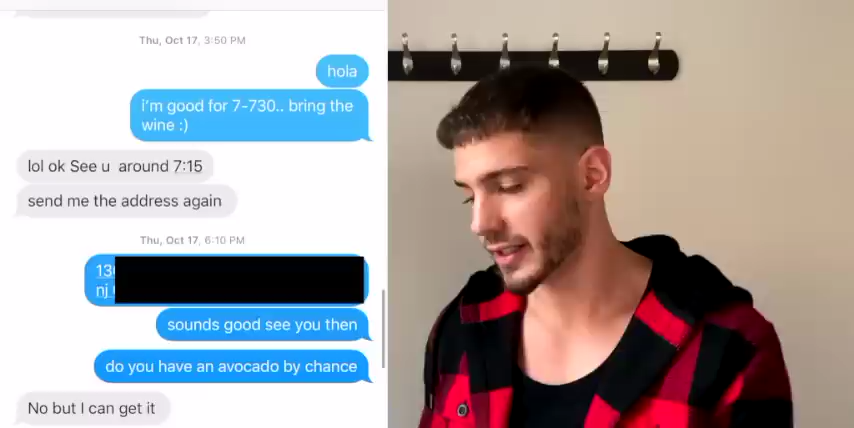 Thu, Oct 17, 3:50 PM
hola
i'm good for 7-730.. bring the
wine :)
lol ok See u around 7:15
send me the address again
Thu, Oct 17, 6:10 PM
nj
sounds good see you then
do you have an avocado by chance
No but I can get it